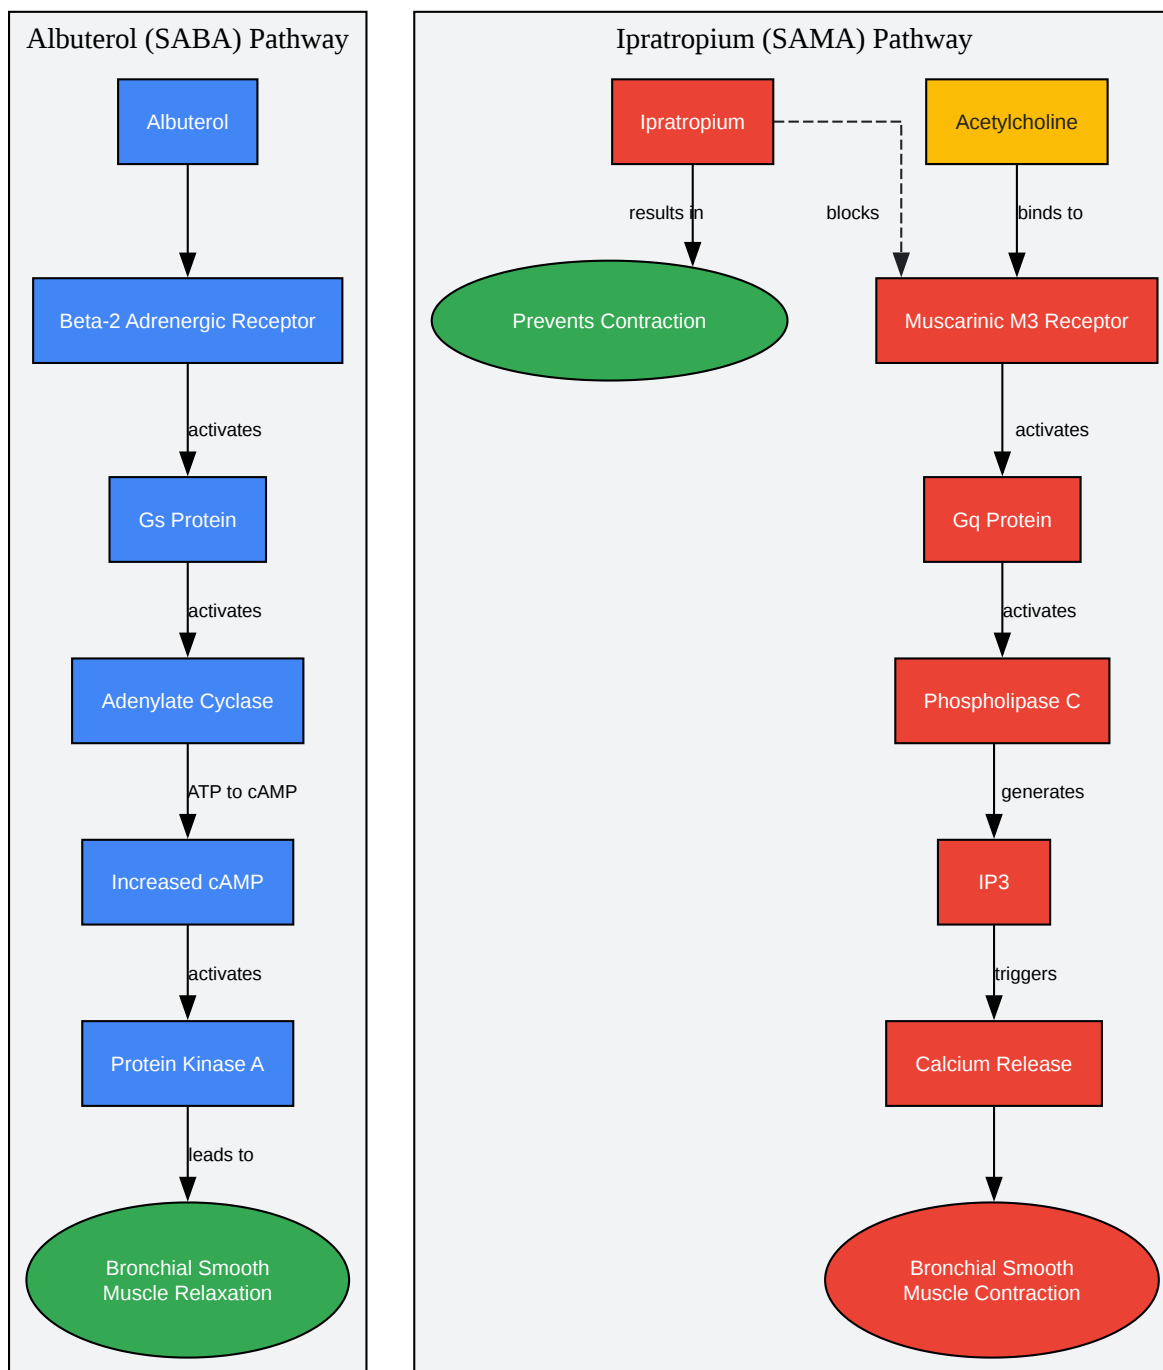 Albuterol (SABA) Pathway
Albuterol
Beta-2 Adrenergic Receptor
activates
Gs Protein
activates
Adenylate Cyclase
ATP to cAMP
Increased cAMP
activates
Protein Kinase A
leads to
Bronchial Smooth
Muscle Relaxation
Ipratropium (SAMA) Pathway
Ipratropium
Acetylcholine
results in
blocks
binds to
Prevents Contraction
Muscarinic M3 Receptor
activates
Gq Protein
activates
Phospholipase C
generates
IP3
triggers
Calcium Release
Bronchial Smooth
Muscle Contraction